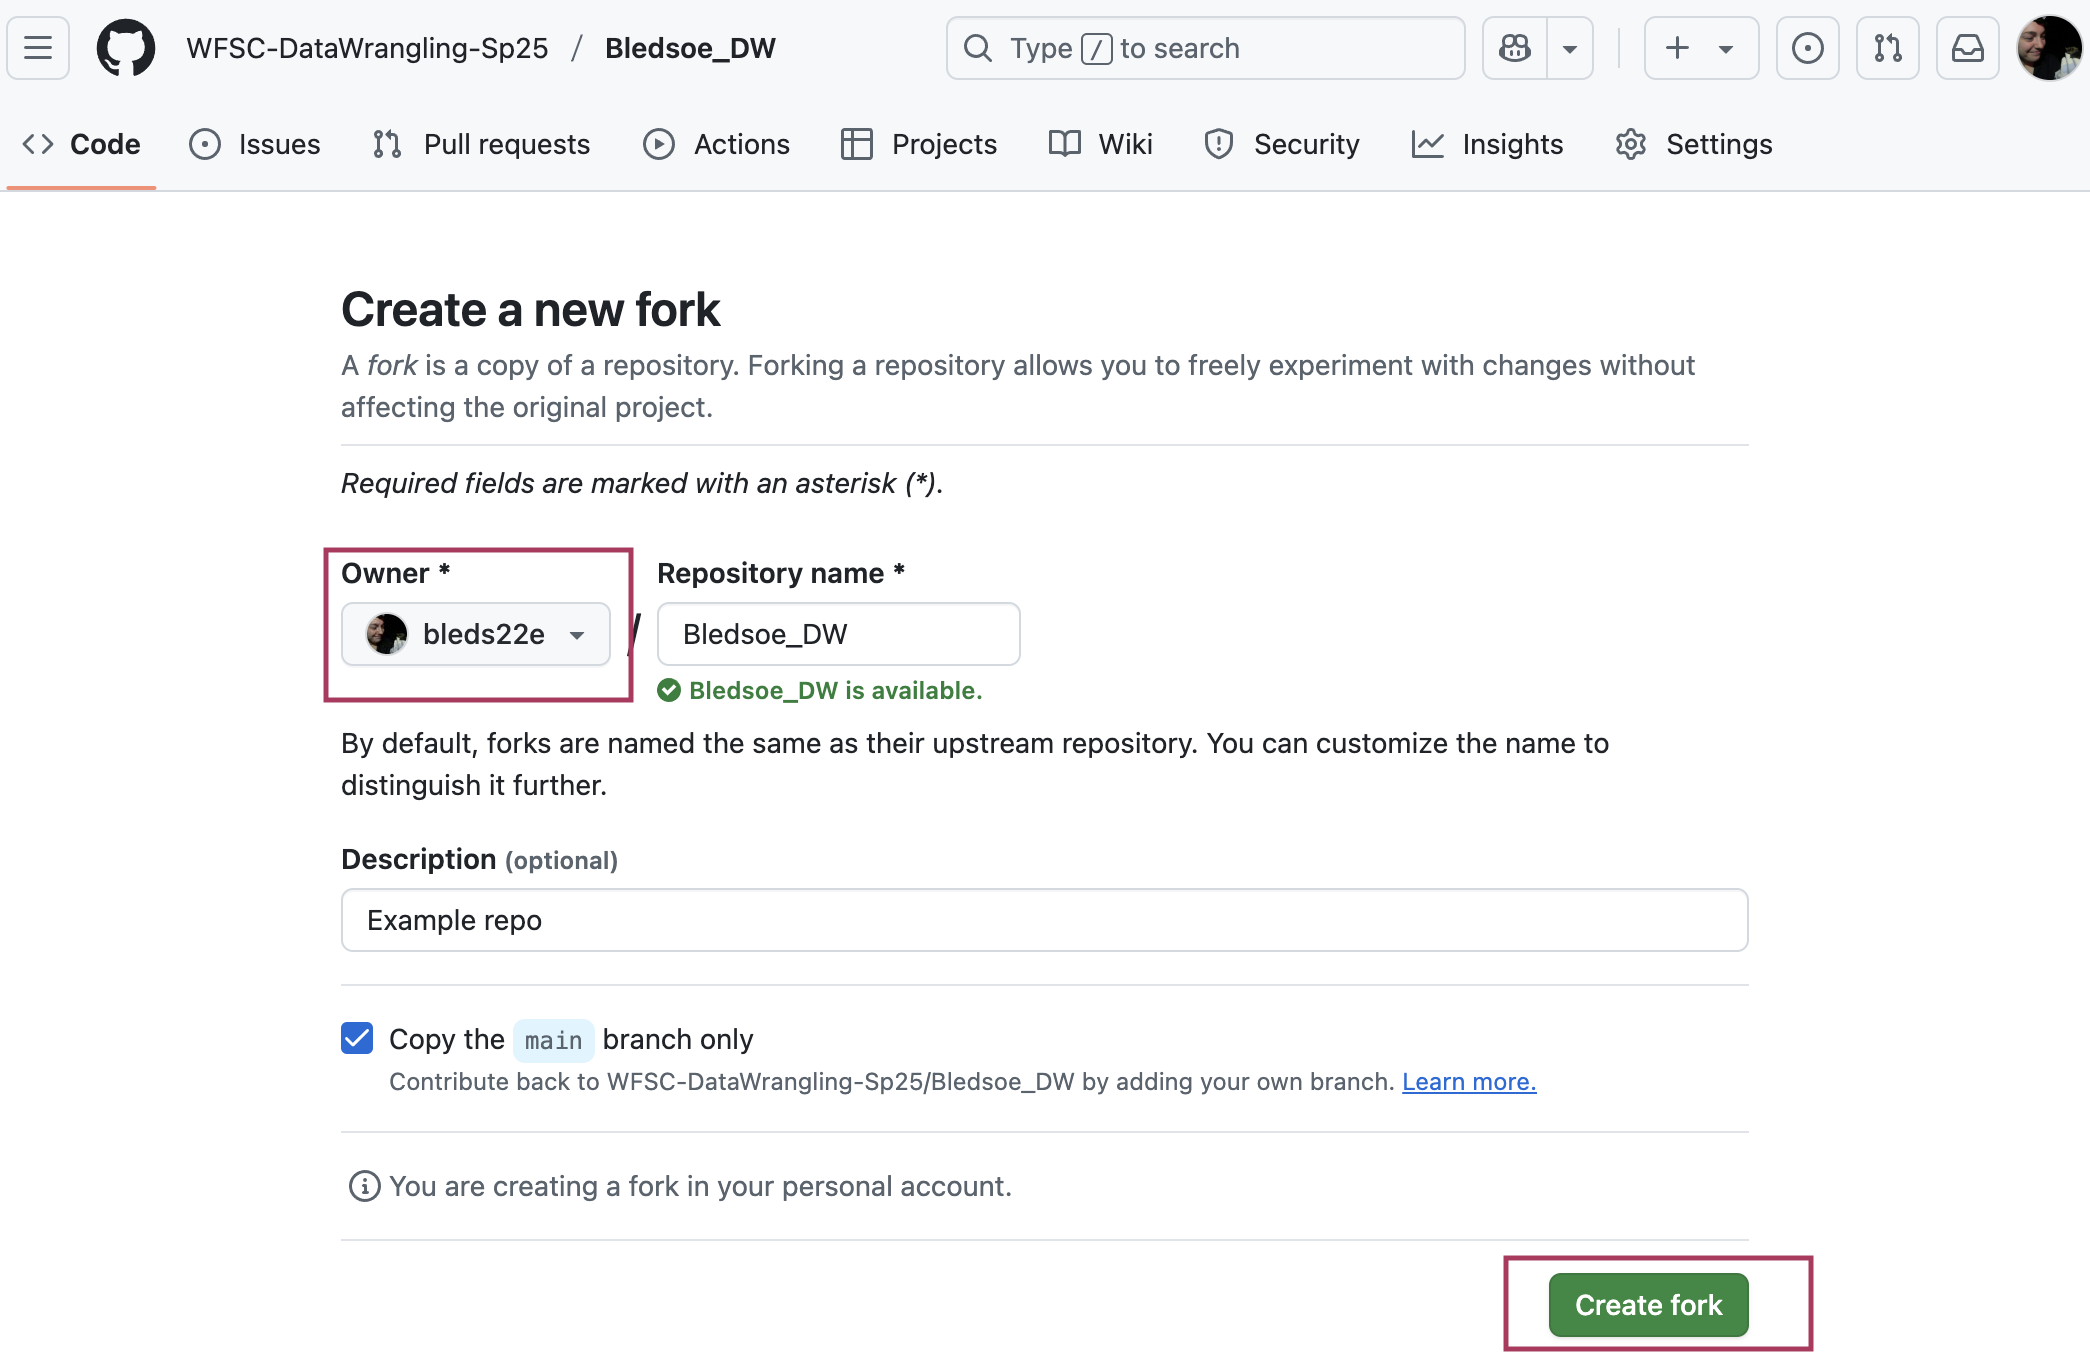 WFSC-DataWrangling-Sp25 / Bledsoe_DW
Type / to search
Code Issues Pull requests Actions Projects Wiki Security Insights Settings
Create a new fork
A fork is a copy of a repository. Forking a repository allows you to freely experiment with changes without
affecting the original project.
Required fields are marked with an asterisk (*).
Owner * Repository name *
bleds22e / Bledsoe_DW
Bledsoe_DW is available.
By default, forks are named the same as their upstream repository. You can customize the name to
distinguish it further.
Description (optional)
Example repo
Copy the main branch only
Contribute back to WFSC-DataWrangling-Sp25/Bledsoe_DW by adding your own branch. Learn more.
You are creating a fork in your personal account.
Create fork